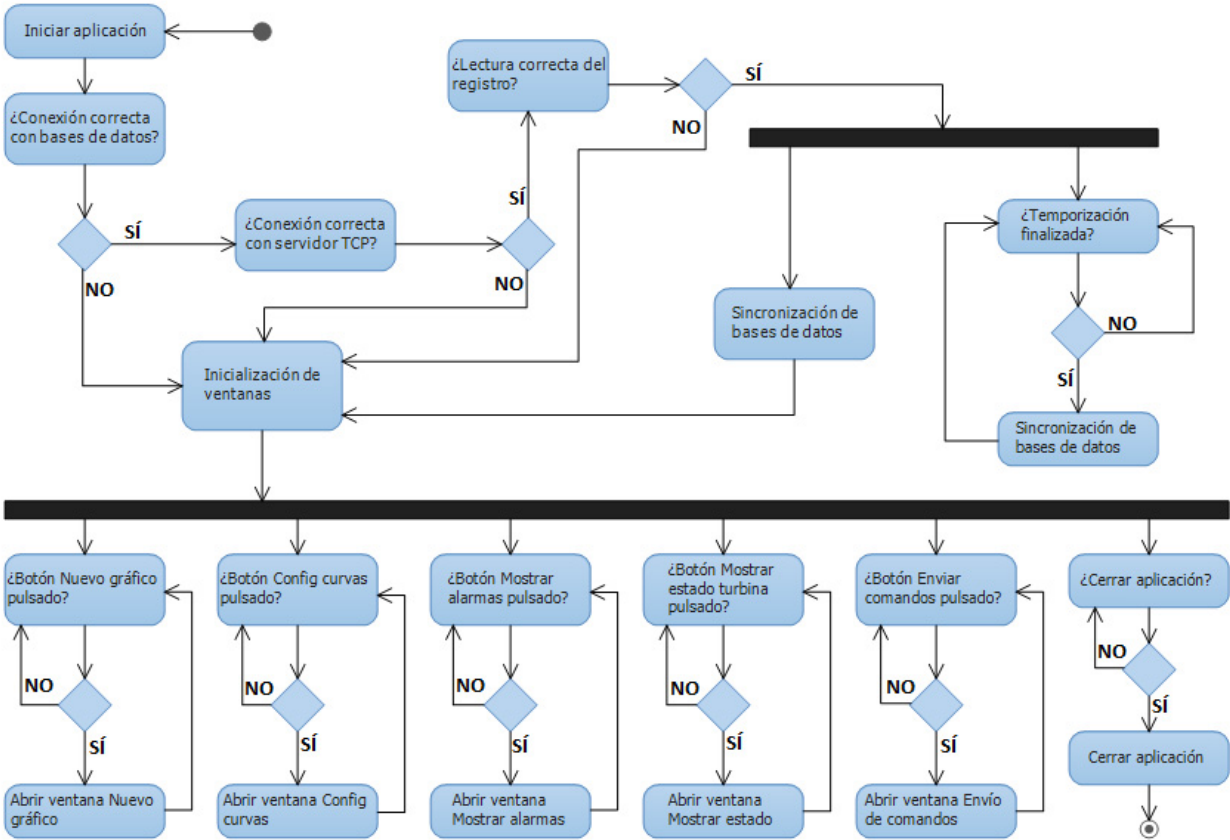 Iniciar aplicación
¿Conexión correcta
con bases de datos?
SÍ
NO
¿Conexión correcta
con servidor TCP?
SÍ
NO
¿Lectura correcta del
registro?
SÍ
NO
Sincronización de
bases de datos
¿Temporización
finalizada?
NO
SÍ
Sincronización de
bases de datos
Inicialización de
ventanas
¿Botón Nuevo gráfico
pulsado?
NO
SÍ
Abrir ventana Nuevo
gráfico
¿Botón Config curvas
pulsado?
NO
SÍ
Abrir ventana Config
curvas
¿Botón Mostrar
alarmas pulsado?
NO
SÍ
Abrir ventana
Mostrar alarmas
¿Botón Mostrar
estado turbina
pulsado?
NO
SÍ
Abrir ventana
Mostrar estado
¿Botón Enviar
comandos pulsado?
NO
SÍ
Abrir ventana Envío
de comandos
¿Cerrar aplicación?
NO
SÍ
Cerrar aplicación